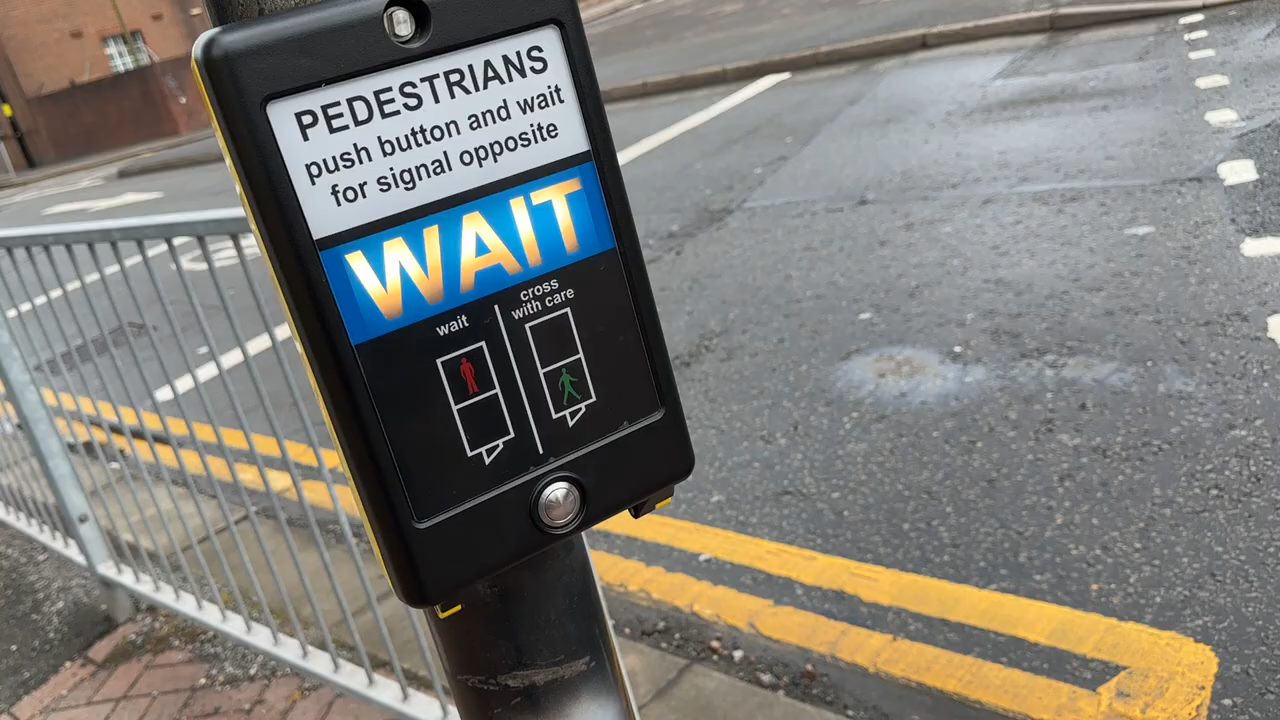 PEDESTRIANS
push button and wait
for signal opposite
WAIT
wait
cross
with care